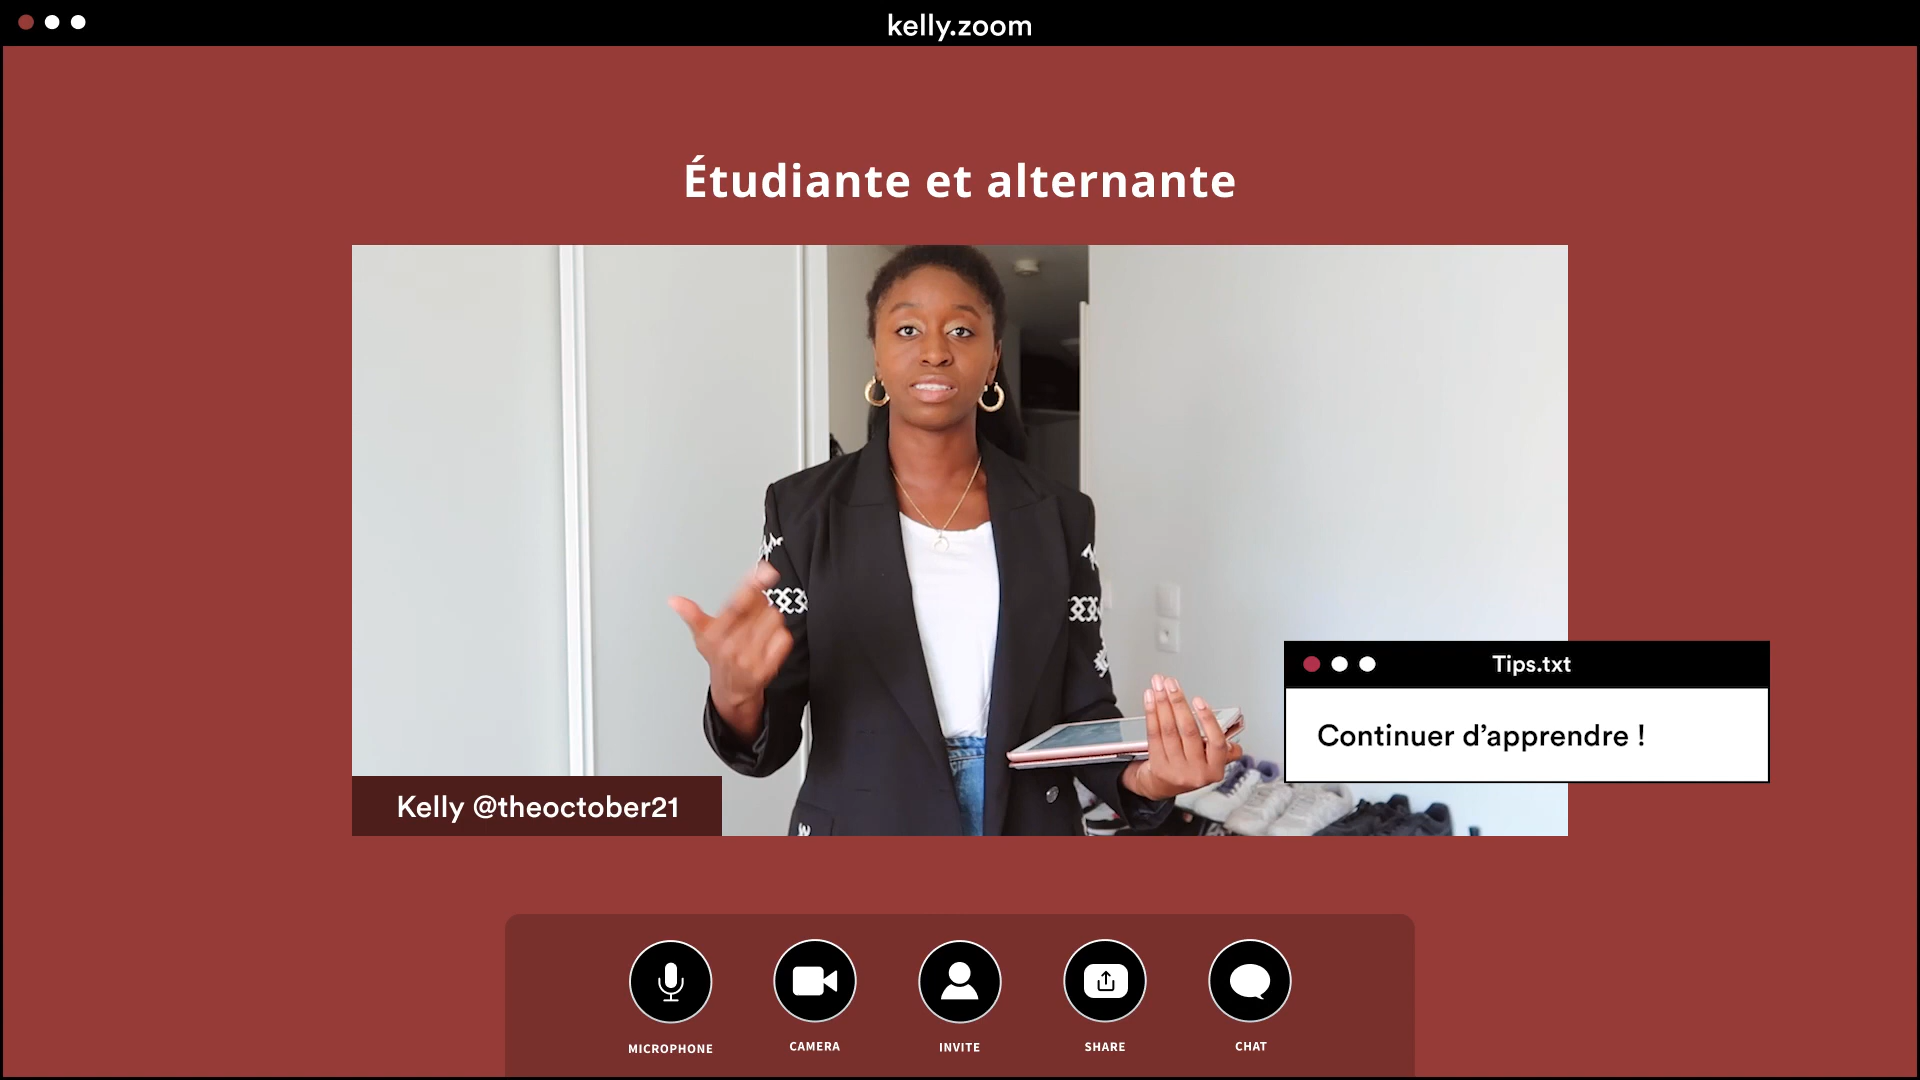 kelly.zoom
Étudiante et alternante
Tips.txt
Continuer d’apprendre !
Kelly @theoctober21
MICROPHONE
CAMERA
INVITE
SHARE
CHAT